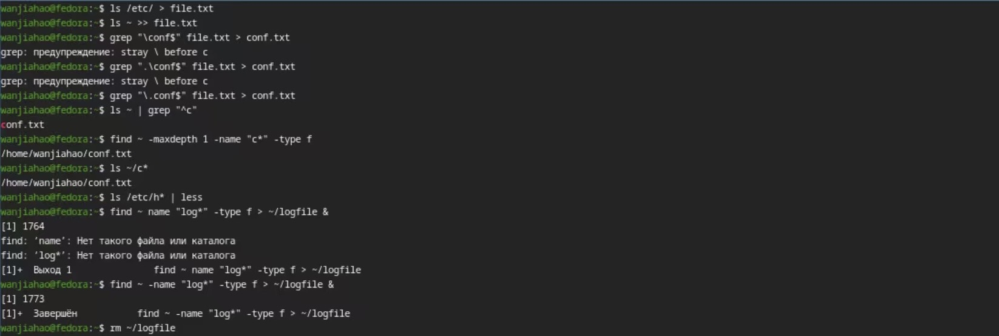 wanjiahao@fedora:~$ ls /etc/ > file.txt
wanjiahao@fedora:~$ ls ~ >> file.txt
wanjiahao@fedora:~$ grep "\conf$" file.txt > conf.txt
grep: предупреждение: stray \ before c
wanjiahao@fedora:~$ grep ".\conf$" file.txt > conf.txt
grep: предупреждение: stray \ before c
wanjiahao@fedora:~$ grep "\.conf$" file.txt > conf.txt
wanjiahao@fedora:~$ ls ~ | grep "^c"
conf.txt
wanjiahao@fedora:~$ find ~ -maxdepth 1 -name "c*" -type f
/home/wanjiahao/conf.txt
wanjiahao@fedora:~$ ls ~/c*
/home/wanjiahao/conf.txt
wanjiahao@fedora:~$ ls /etc/h* | less
wanjiahao@fedora:~$ find ~ name "log*" -type f > ~/logfile &
[1] 1764
find: ‘name’: Нет такого файла или каталога
find: ‘log*’: Нет такого файла или каталога
[1]+  Выход 1               find ~ name "log*" -type f > ~/logfile
wanjiahao@fedora:~$ find ~ -name "log*" -type f > ~/logfile &
[1] 1773
[1]+  Завершён           find ~ -name "log*" -type f > ~/logfile
wanjiahao@fedora:~$ rm ~/logfile